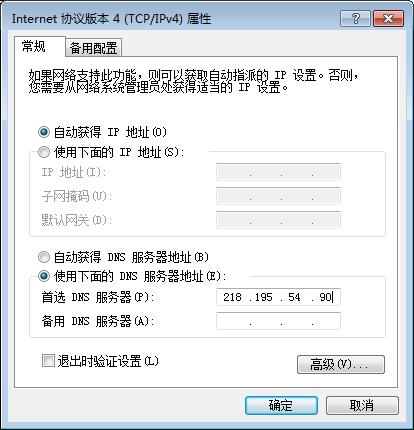 Internet 协议版本 4 (TCP/IPv4) 属性
常规
备用配置
如果网络支持此功能，则可以获取自动指派的 IP 设置。否则，
您需要从网络系统管理员处获得适当的 IP 设置。
自动获得 IP 地址(O)
使用下面的 IP 地址(S):
IP 地址(I):
. . .
子网掩码(U):
. . .
默认网关(D):
. . .
自动获得 DNS 服务器地址(B)
使用下面的 DNS 服务器地址(E):
首选 DNS 服务器(P):
218 .195 .54 .90
备用 DNS 服务器(A):
. . .
退出时验证设置(L)
高级(V)...
确定
取消